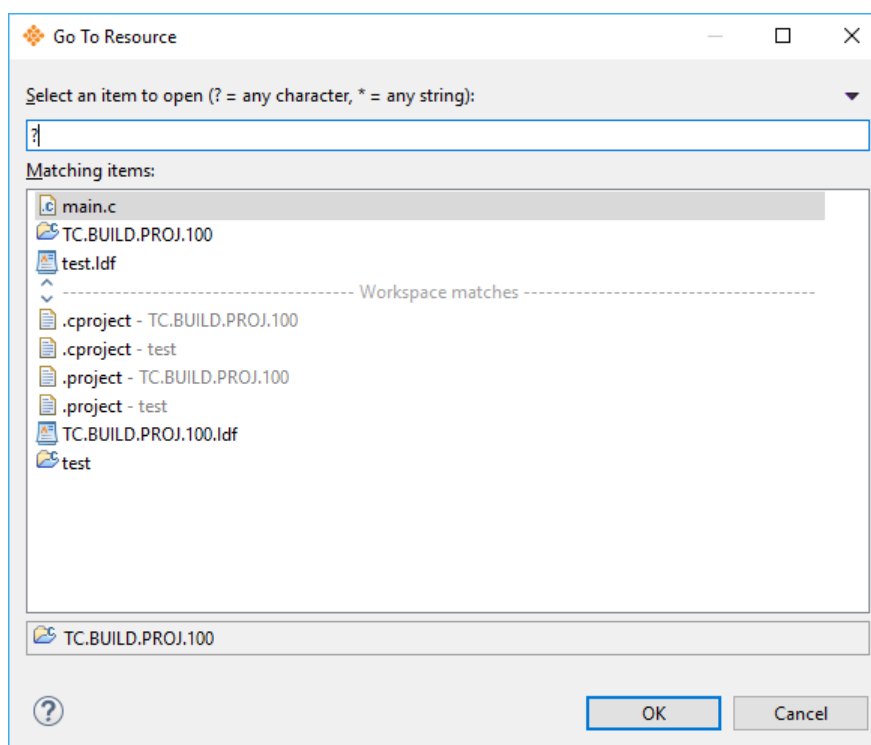 Go To Resource
Select an item to open (? = any character, * = any string):
?
Matching items:
.c main.c
TC.BUILD.PROJ.100
test.ldf
---------------------------------- Workspace matches ----------------------------------
.cproject - TC.BUILD.PROJ.100
.cproject - test
.project - TC.BUILD.PROJ.100
.project - test
TC.BUILD.PROJ.100.ldf
test
TC.BUILD.PROJ.100
? OK Cancel